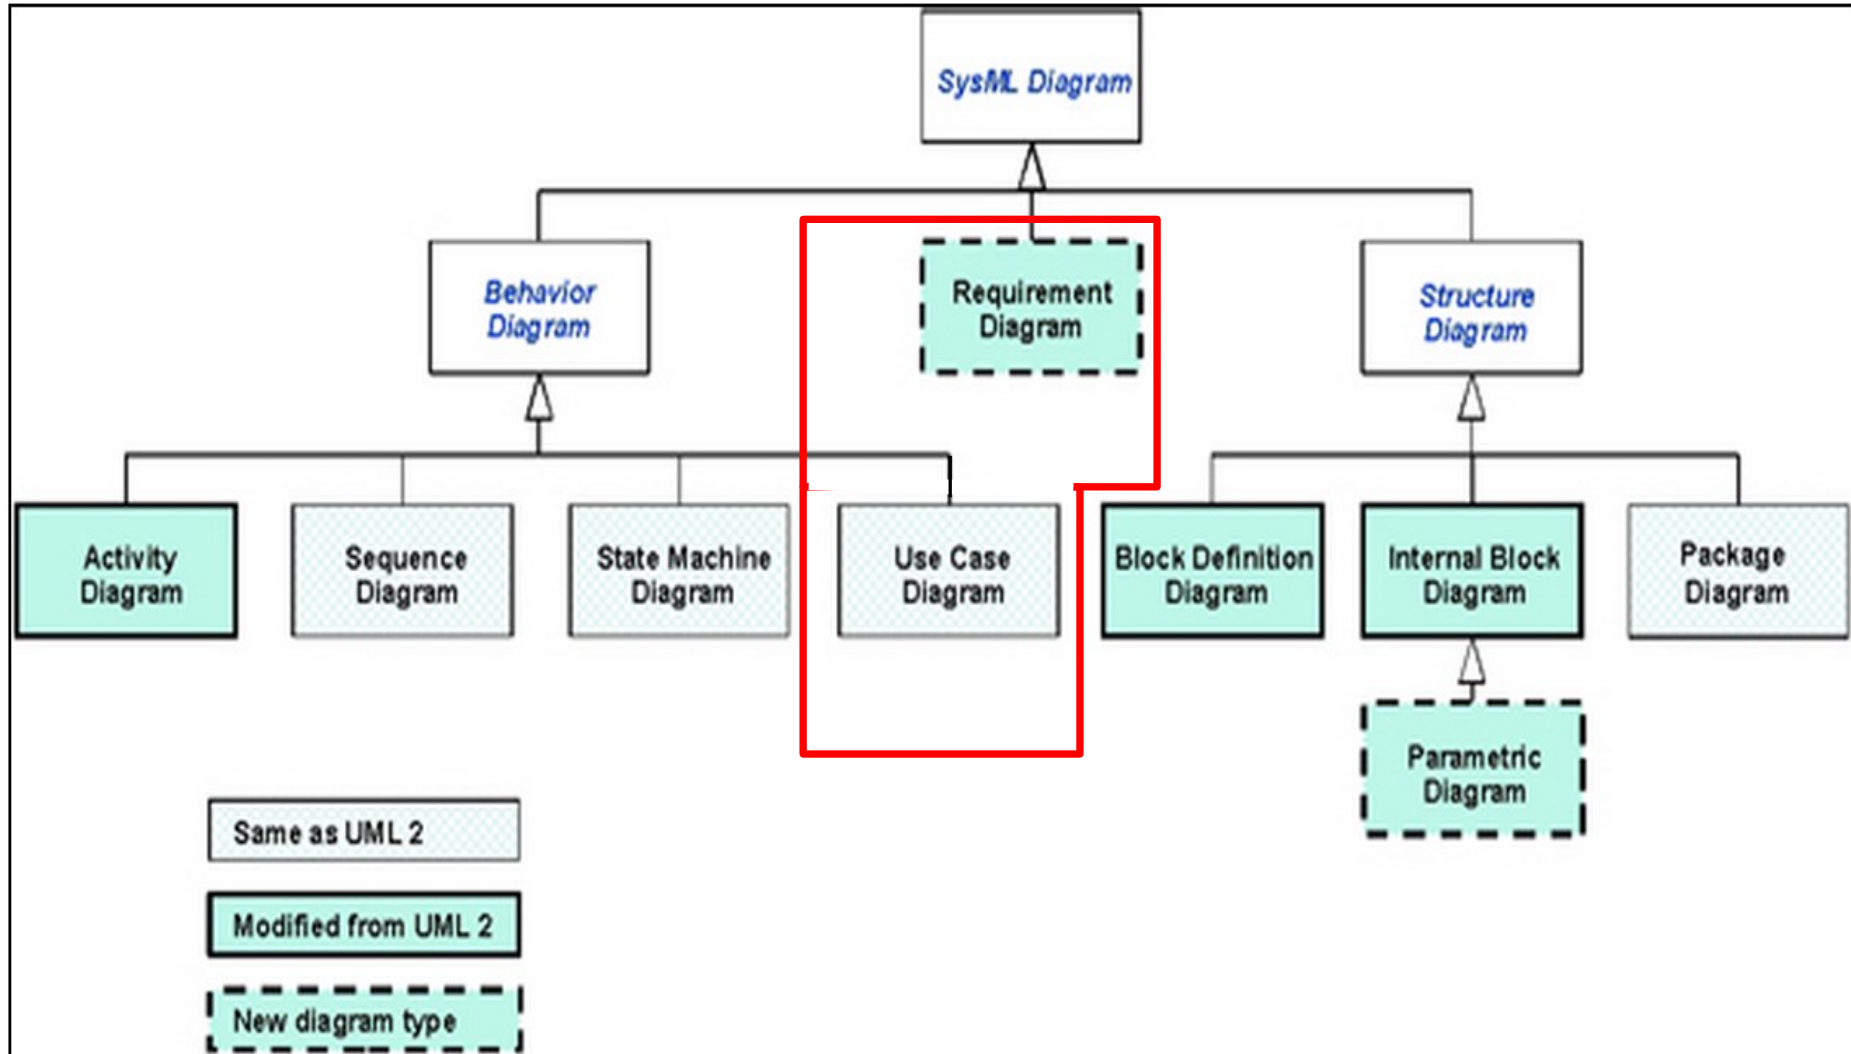 SysML Diagram
Behavior
Diagram
Requirement
Diagram
Structure
Diagram
Activity
Diagram
Sequence
Diagram
State Machine
Diagram
Use Case
Diagram
Block Definition
Diagram
Internal Block
Diagram
Package
Diagram
Parametric
Diagram
Same as UML 2
Modified from UML 2
New diagram type